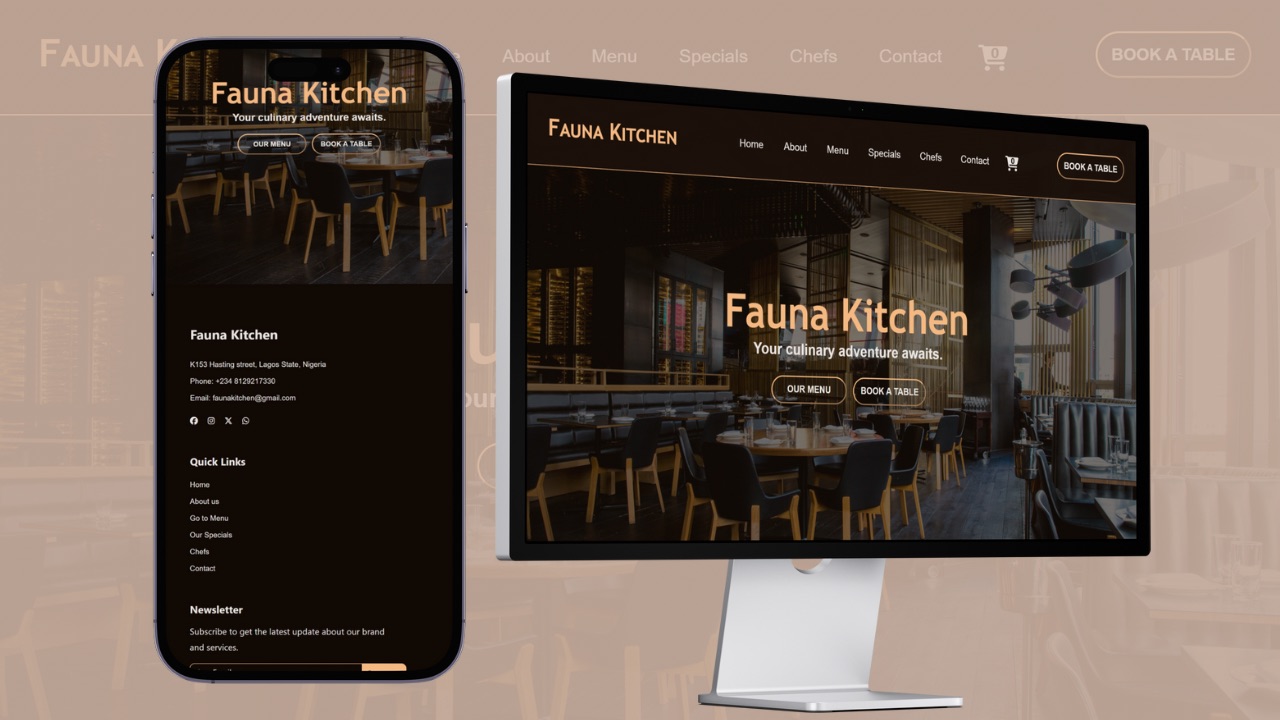 FAUNA K
About Menu Specials Chefs Contact 0 BOOK A TABLE
Fauna Kitchen
Your culinary adventure awaits.
OUR MENU BOOK A TABLE
Fauna Kitchen
K153 Hasting street, Lagos State, Nigeria
Phone: +234 8129217330
Email: faunakitchen@gmail.com
Quick Links
Home
About us
Go to Menu
Our Specials
Chefs
Contact
Newsletter
Subscribe to get the latest update about our brand
and services.
FAUNA KITCHEN Home About Menu Specials Chefs Contact 0 BOOK A TABLE
Fauna Kitchen
Your culinary adventure awaits.
OUR MENU BOOK A TABLE